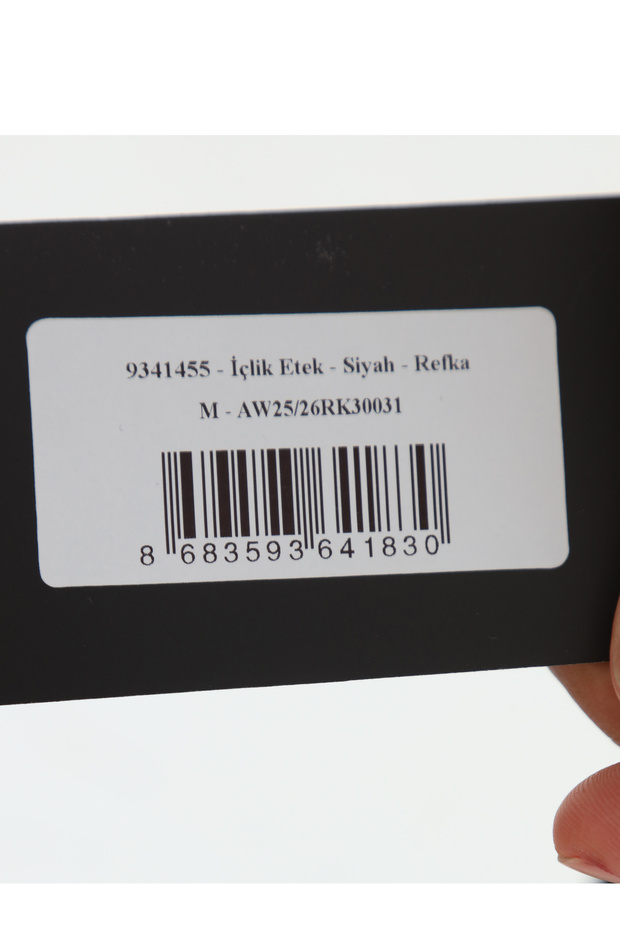 9341455 - İçlik Etek - Siyah - Refka
M - AW25/26RK30031
8 683593 641830